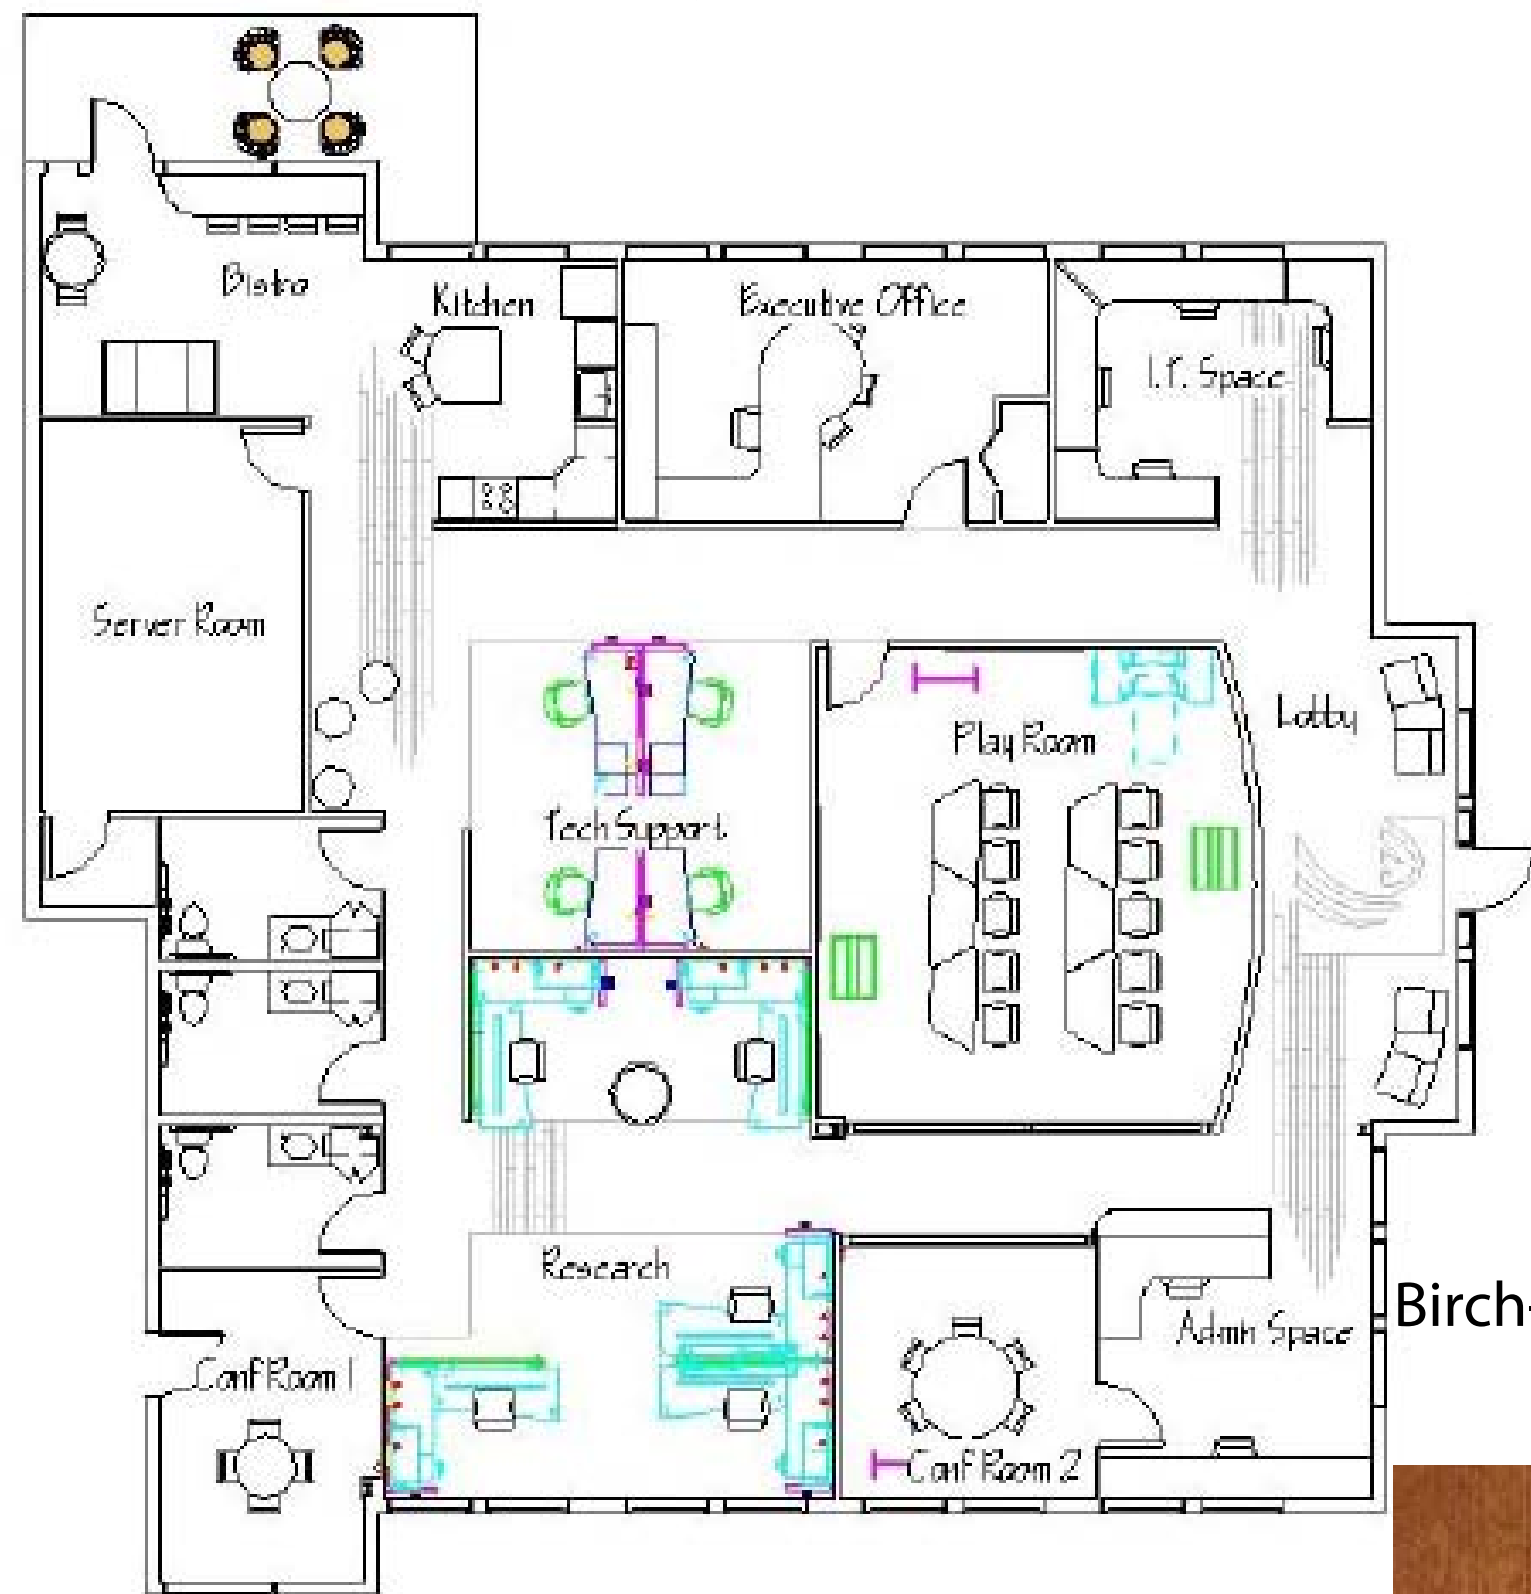 Bistro
Kitchen
Executive Office
I.T. Space
Server Room
Lobby
Play Room
Tech Support
Research
Birch-
Admin Space
Conf Room 1
Conf Room 2